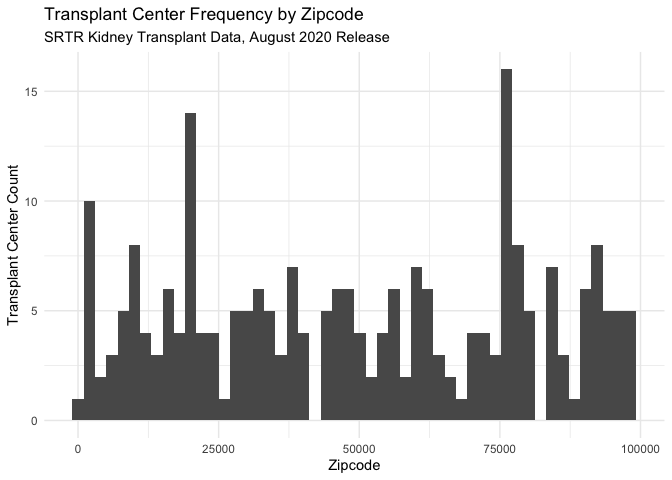 Transplant Center Frequency by Zipcode
SRTR Kidney Transplant Data, August 2020 Release
Transplant Center Count
15
10
5
0
0
25000
50000
75000
100000
Zipcode